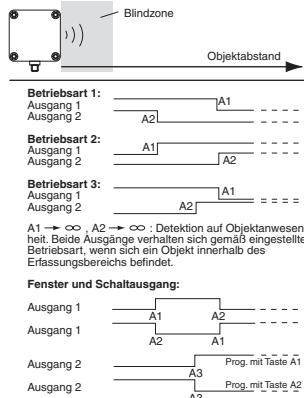 Blindzone
Objektabstand
Betriebsart 1:
Ausgang 1
A1
Ausgang 2
A2
Betriebsart 2:
Ausgang 1
A1
Ausgang 2
A2
Betriebsart 3:
Ausgang 1
A1
Ausgang 2
A2
A1 → ∞ , A2 → ∞ : Detektion auf Objektanwesen
heit. Beide Ausgänge verhalten sich gemäß eingestellte
Betriebsart, wenn sich ein Objekt innerhalb des
Erfassungsbereichs befindet.
Fenster und Schaltausgang:
Ausgang 1
A1 A2
Ausgang 1
A2 A1
Ausgang 2
Prog. mit Taste A1
A3
Ausgang 2
Prog. mit Taste A2
A3